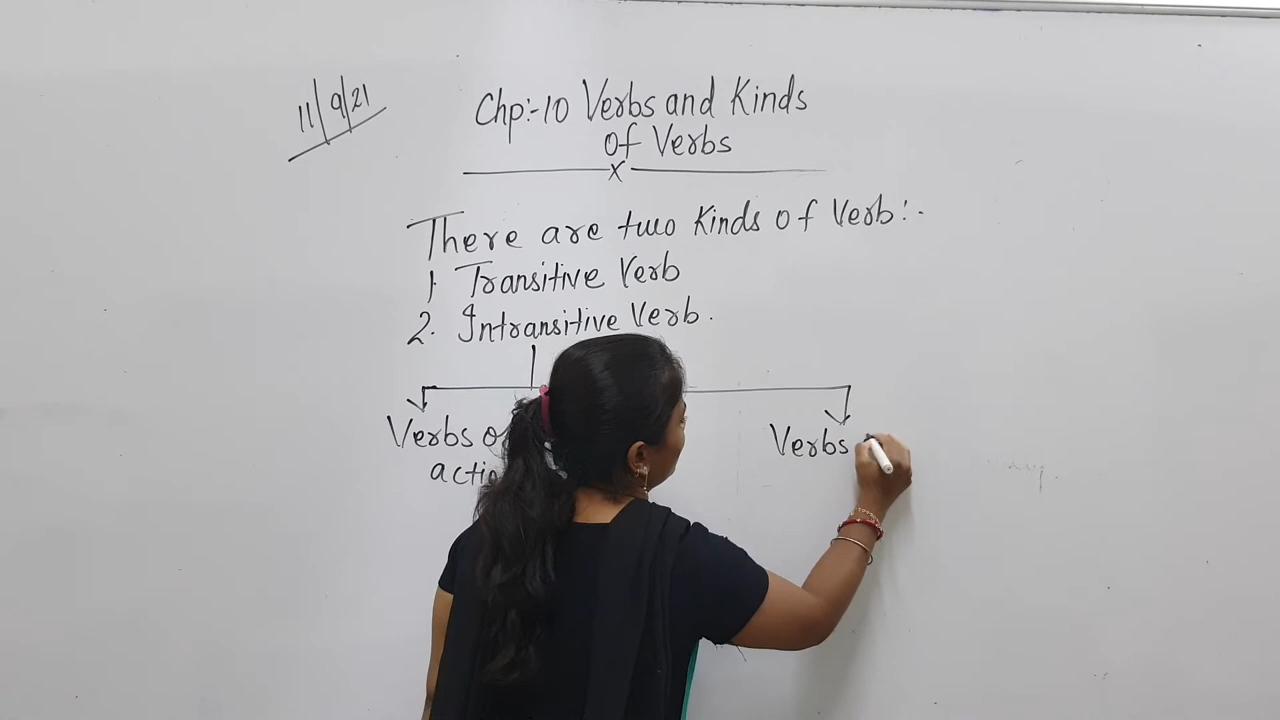 11/9/21
Chp:-10 Verbs and Kinds
of Verbs
x
There are two Kinds of Verb:-
1. Transitive Verb
2. Intransitive Verb.
Verbs
Verbs